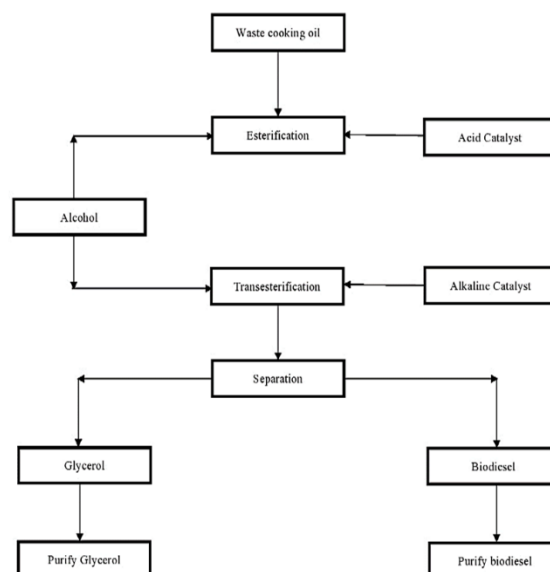 Waste cooking oil
Esterification
Acid Catalyst
Alcohol
Transesterification
Alkaline Catalyst
Separation
Glycerol
Biodiesel
Purify Glycerol
Purify biodiesel